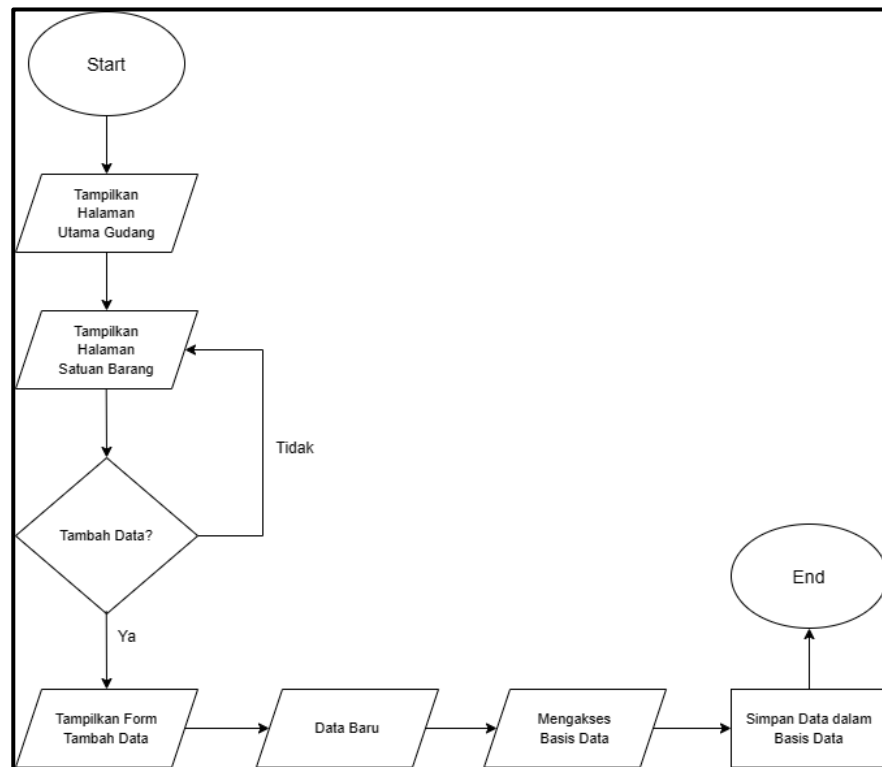 Start
Tampilkan
Halaman
Utama Gudang
Tampilkan
Halaman
Satuan Barang
Tidak
Tambah Data?
Ya
Tampilkan Form
Tambah Data
Data Baru
Mengakses
Basis Data
Simpan Data dalam
Basis Data
End